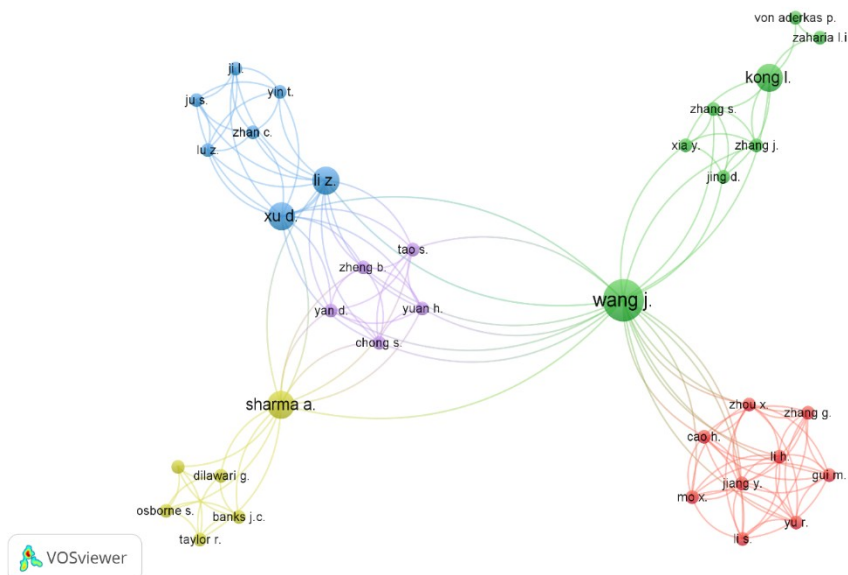 von aderkas p.
zaharia l.i
kong l.
zhang s.
xia y.
zhang j.
jing d.
ji l.
yin t.
ju s.
zhan c.
lu z.
li z.
xu d.
tao s.
zheng b.
yan d.
yuan h.
chong s.
wang j.
sharma a.
dilawari g.
osborne s.
banks j.c.
taylor r.
zhou x.
zhang g.
cao h.
li h.
gui m.
jiang y.
mo x.
yu r.
li s.
VOSviewer